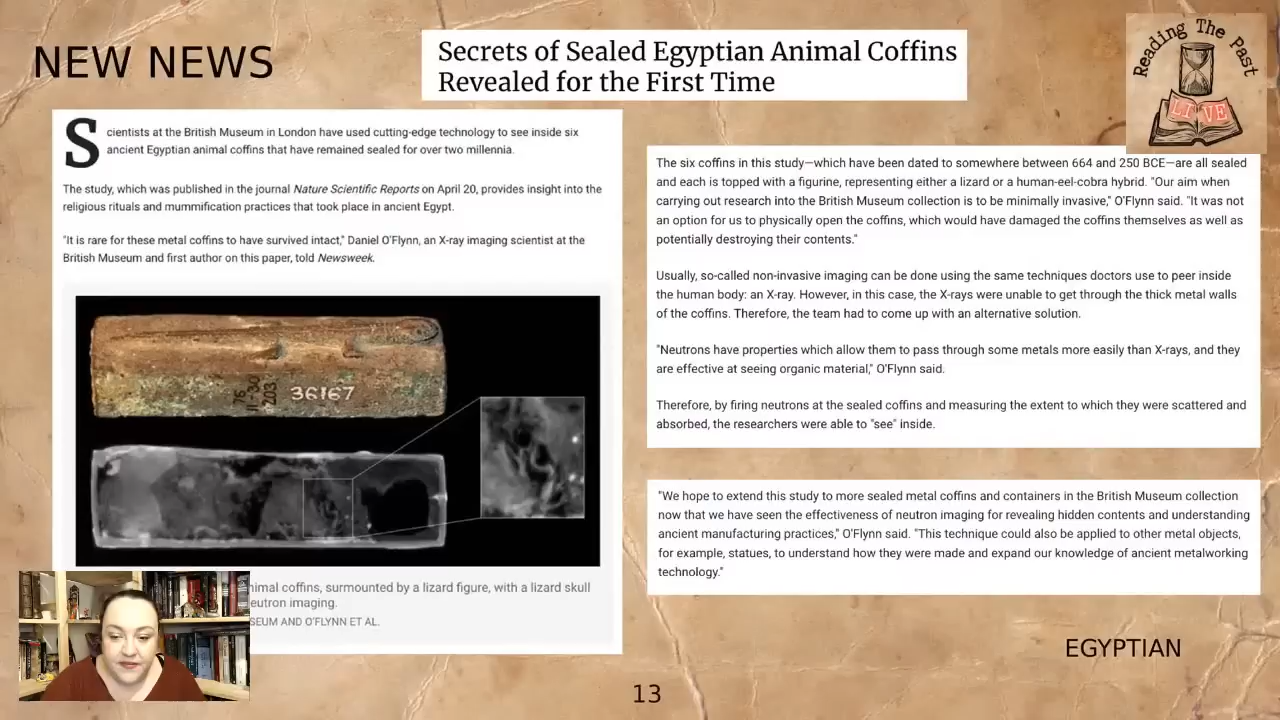 NEW NEWS
Secrets of Sealed Egyptian Animal Coffins
Revealed for the First Time
Reading The Past
LIVE
Scientists at the British Museum in London have used cutting-edge technology to see inside six
ancient Egyptian animal coffins that have remained sealed for over two millennia.
The study, which was published in the journal Nature Scientific Reports on April 20, provides insight into the
religious rituals and mummification practices that took place in ancient Egypt.
"It is rare for these metal coffins to have survived intact," Daniel O'Flynn, an X-ray imaging scientist at the
British Museum and first author on this paper, told Newsweek.
76
11-30
203
36167
nimal coffins, surmounted by a lizard figure, with a lizard skull
eutron imaging.
SEUM AND O'FLYNN ET AL.
The six coffins in this study—which have been dated to somewhere between 664 and 250 BCE—are all sealed
and each is topped with a figurine, representing either a lizard or a human-eel-cobra hybrid. "Our aim when
carrying out research into the British Museum collection is to be minimally invasive," O'Flynn said. "It was not
an option for us to physically open the coffins, which would have damaged the coffins themselves as well as
potentially destroying their contents."
Usually, so-called non-invasive imaging can be done using the same techniques doctors use to peer inside
the human body: an X-ray. However, in this case, the X-rays were unable to get through the thick metal walls
of the coffins. Therefore, the team had to come up with an alternative solution.
"Neutrons have properties which allow them to pass through some metals more easily than X-rays, and they
are effective at seeing organic material," O'Flynn said.
Therefore, by firing neutrons at the sealed coffins and measuring the extent to which they were scattered and
absorbed, the researchers were able to "see" inside.
"We hope to extend this study to more sealed metal coffins and containers in the British Museum collection
now that we have seen the effectiveness of neutron imaging for revealing hidden contents and understanding
ancient manufacturing practices," O'Flynn said. "This technique could also be applied to other metal objects,
for example, statues, to understand how they were made and expand our knowledge of ancient metalworking
technology."
EGYPTIAN
13